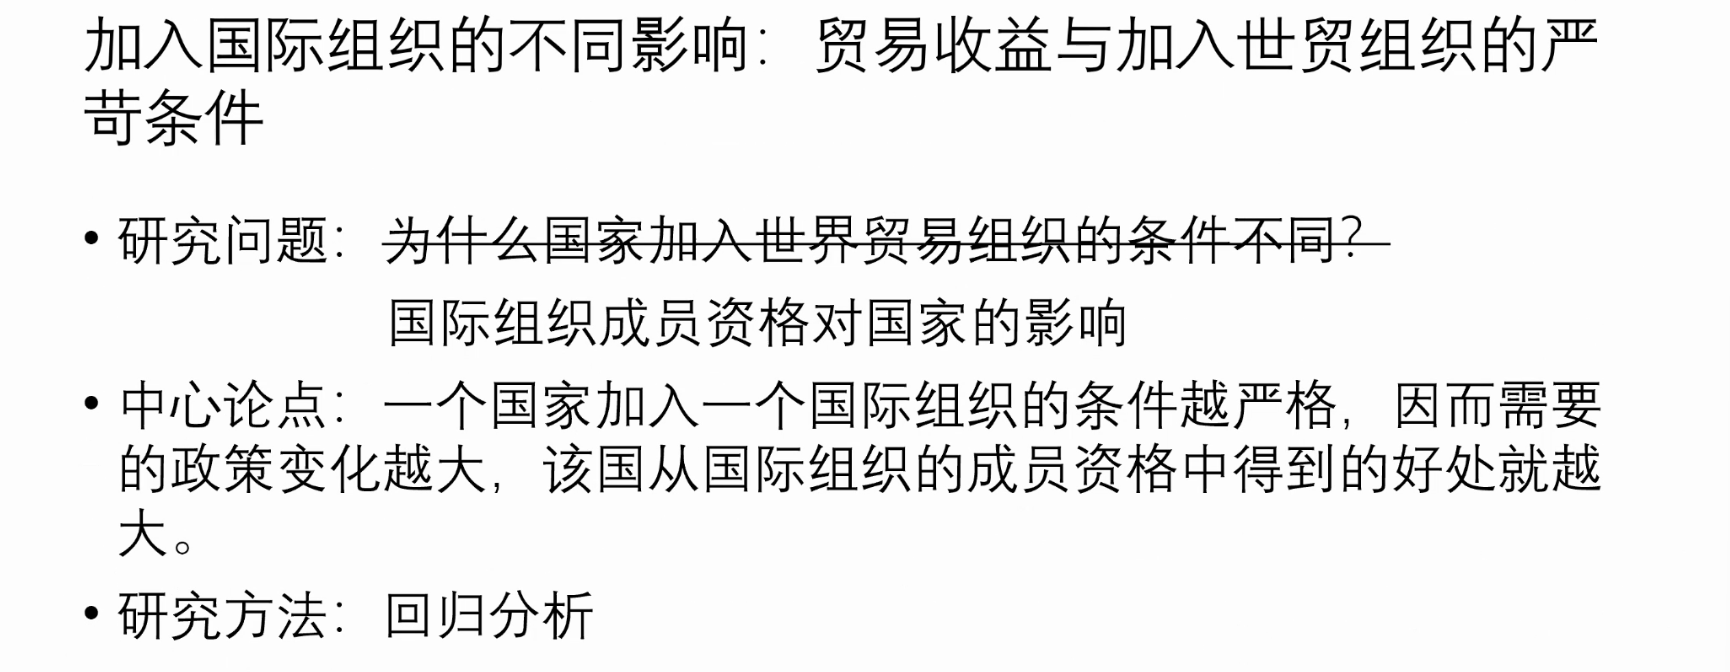 加入国际组织的不同影响：贸易收益与加入世贸组织的严
苛条件
• 研究问题：为什么国家加入世界贸易组织的条件不同？
国际组织成员资格对国家的影响
• 中心论点：一个国家加入一个国际组织的条件越严格，因而需要
的政策变化越大，该国从国际组织的成员资格中得到的好处就越
大。
• 研究方法：回归分析